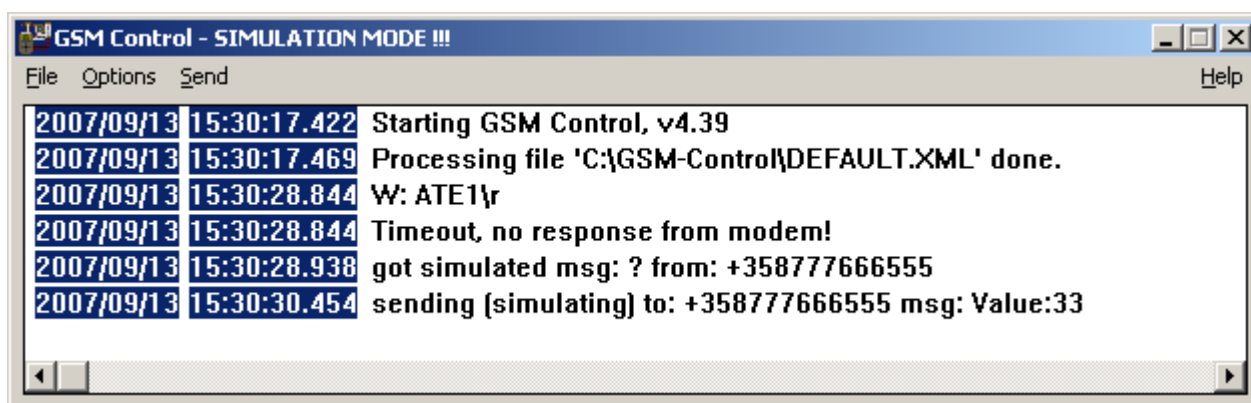 GSM Control - SIMULATION MODE !!!
File Options Send Help
2007/09/13 15:30:17.422 Starting GSM Control, v4.39
2007/09/13 15:30:17.469 Processing file 'C:\GSM-Control\DEFAULT.XML' done.
2007/09/13 15:30:28.844 W: ATE1\r
2007/09/13 15:30:28.844 Timeout, no response from modem!
2007/09/13 15:30:28.938 got simulated msg: ? from: +358777666555
2007/09/13 15:30:30.454 sending (simulating) to: +358777666555 msg: Value:33